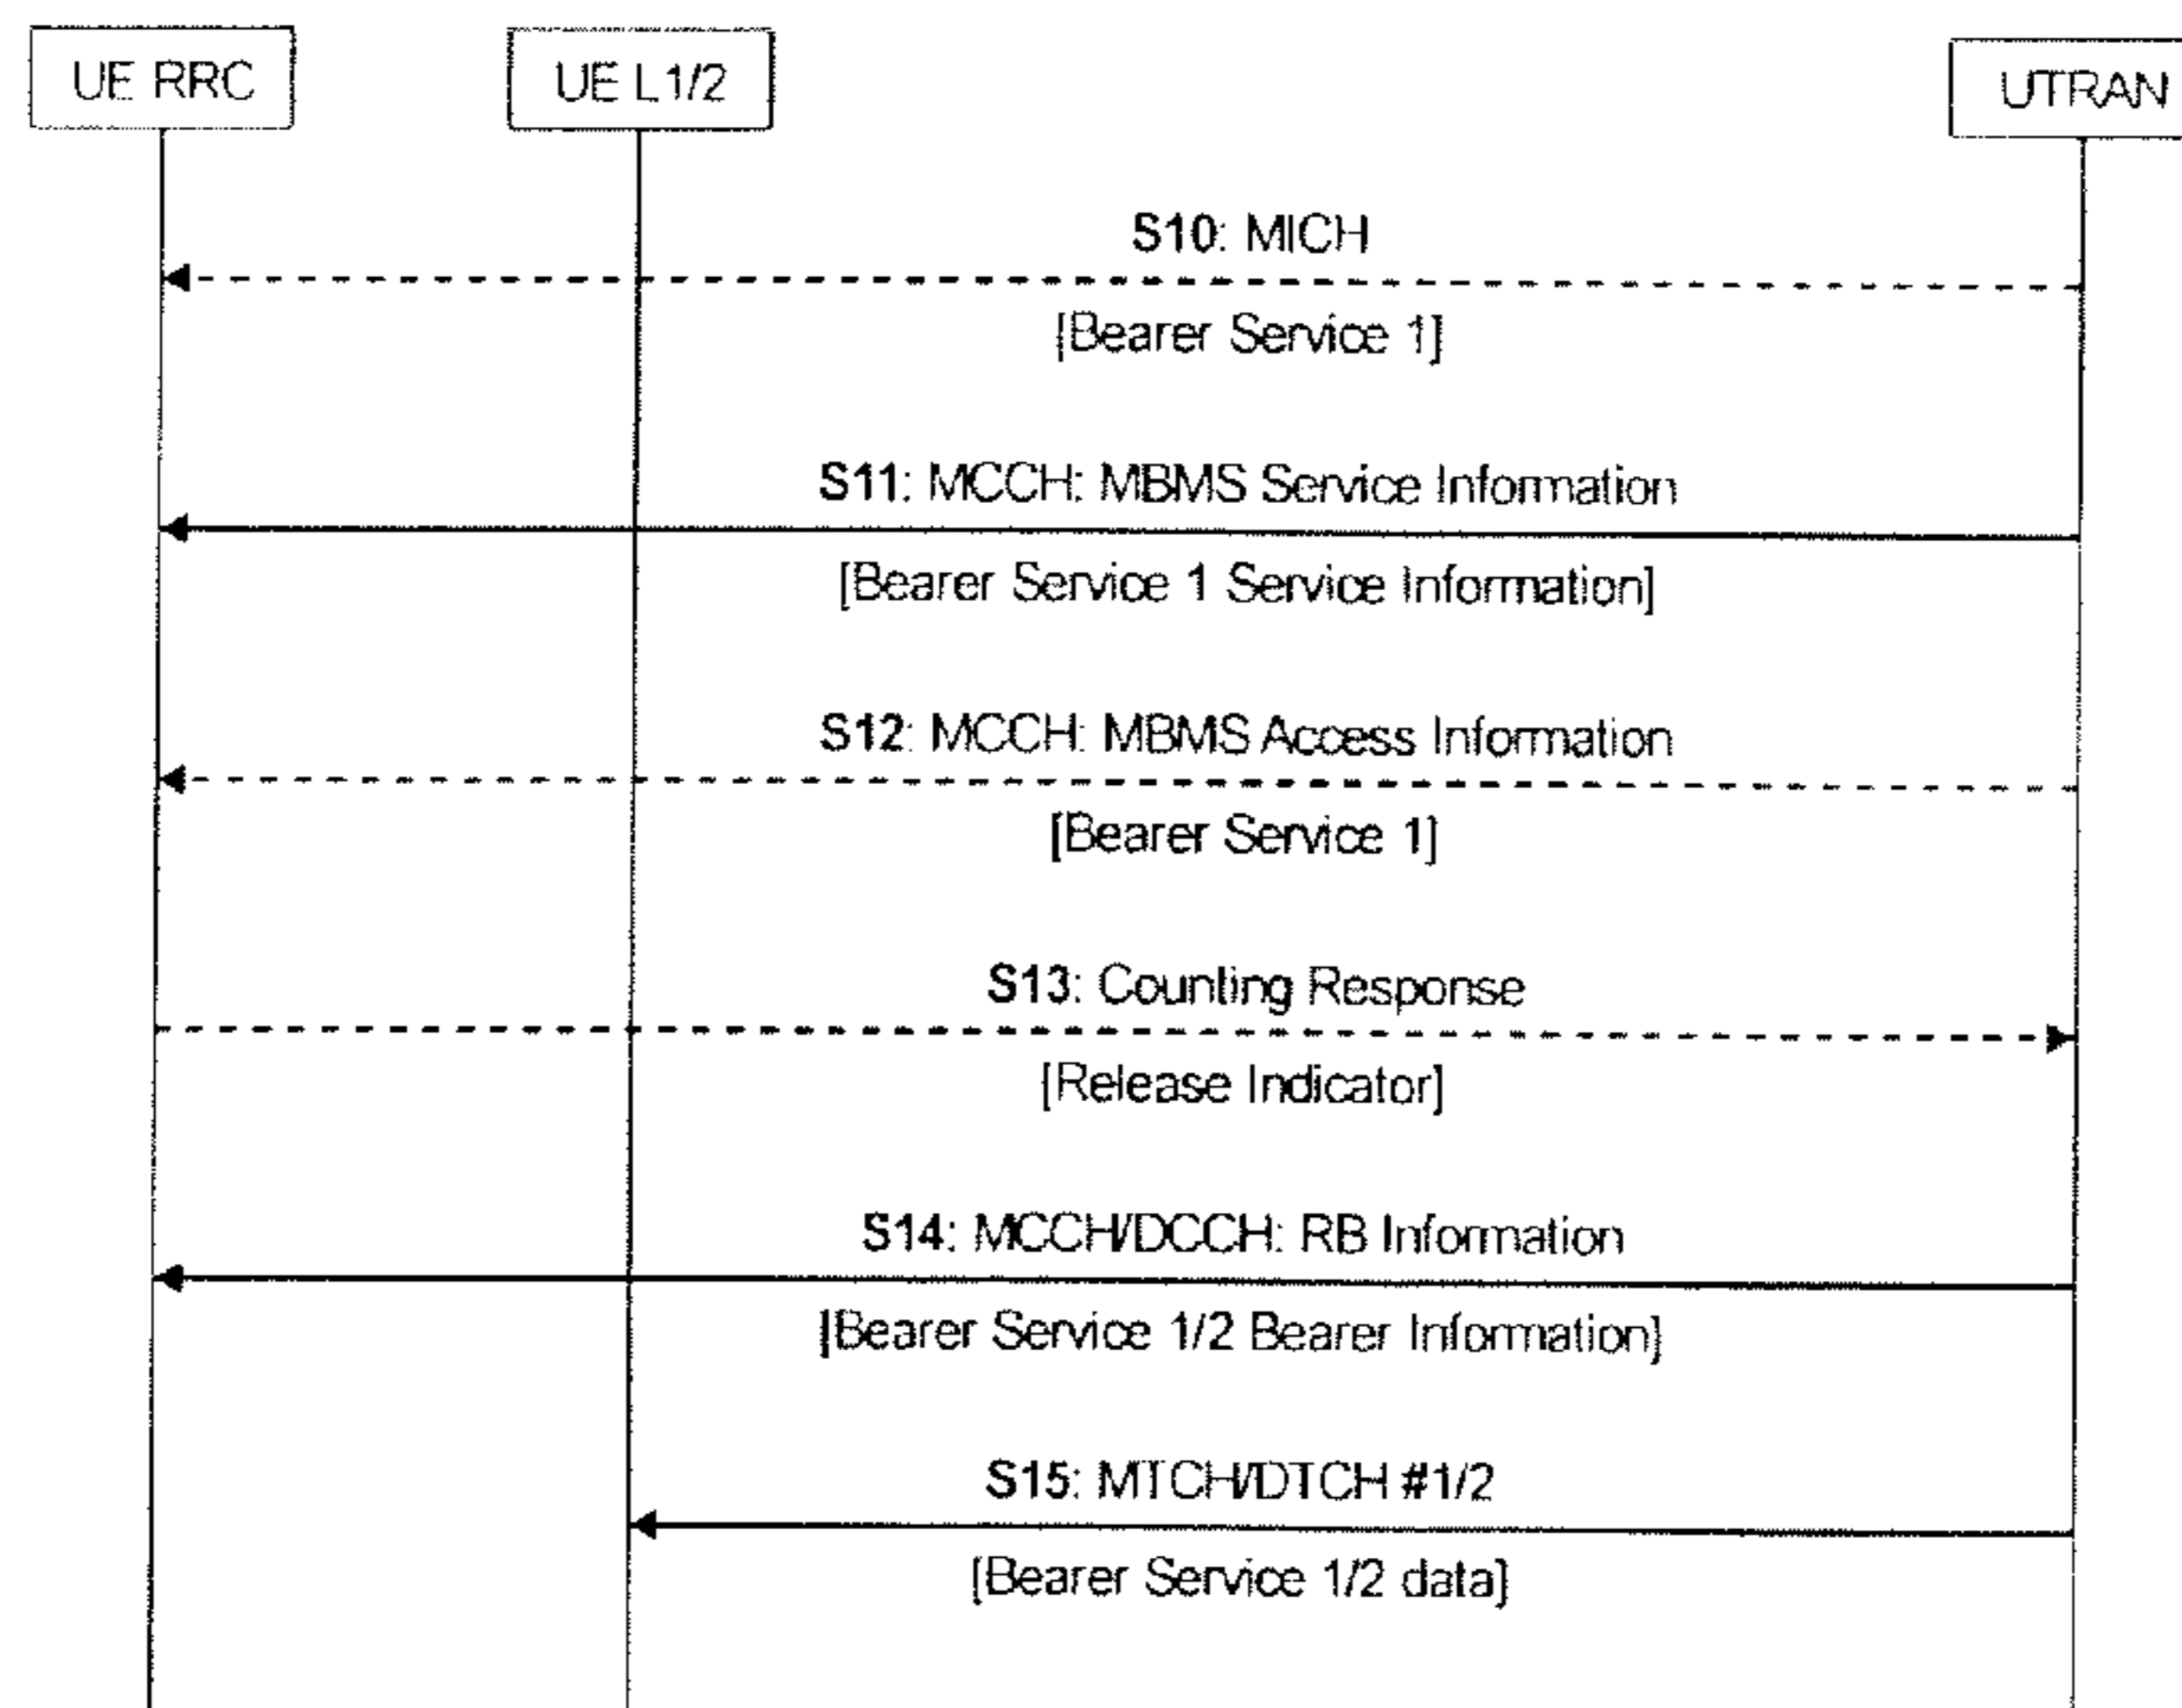 UE RRC
UE L1/2
UTRAN
S10: MICH
[Bearer Service 1]
S11: MCCH: MBMS Service Information
[Bearer Service 1 Service Information]
S12: MCCH: MBMS Access Information
[Bearer Service 1]
S13: Counting Response
[Release Indicator]
S14: MCCH/DCCH: RB Information
[Bearer Service 1/2 Bearer Information]
S15: MTCH/DTCH #1/2
[Bearer Service 1/2 data]